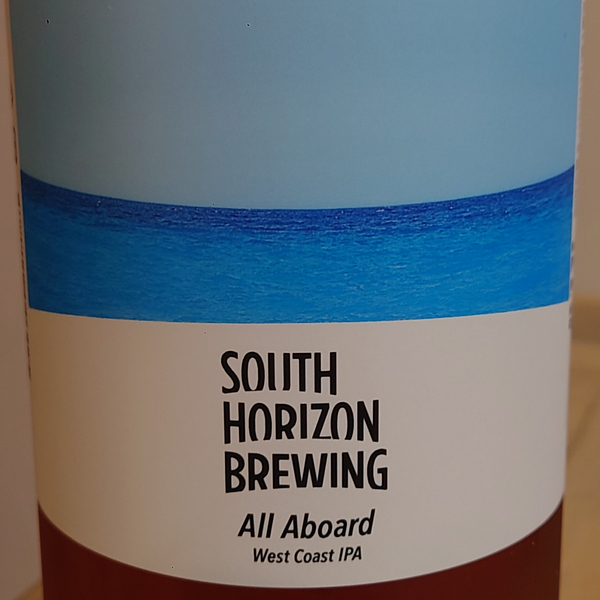 SOUTH
HORIZON
BREWING
All Aboard
West Coast IPA